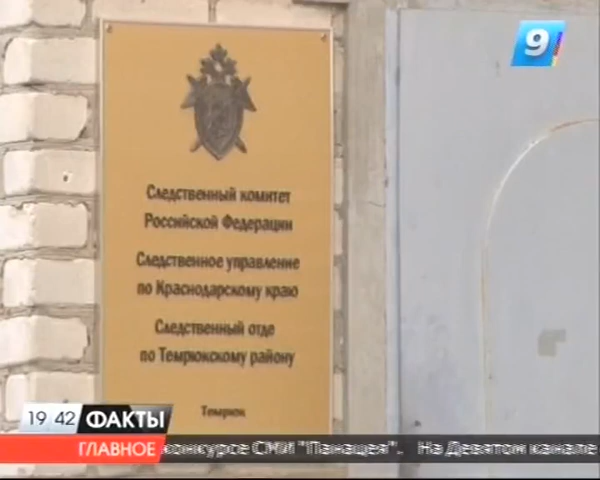 9
Следственный комитет
Российской Федерации
Следственное управление
по Краснодарскому краю
Следственный отде
по Темрюкскому району
Темрюк
19 42 ФАКТЫ
ГЛАВНОЕ конкурсе СМИ "Панацея". На Девятом канале